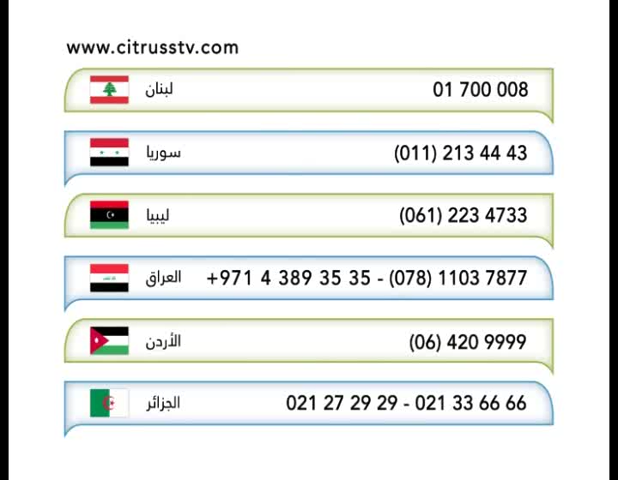 www.citrusstv.com
لبنان 01 700 008
سوريا (011) 213 44 43
ليبيا (061) 223 4733
العراق +971 4 389 35 35 - (078) 1103 7877
الأردن (06) 420 9999
الجزائر 021 27 29 29 - 021 33 66 66